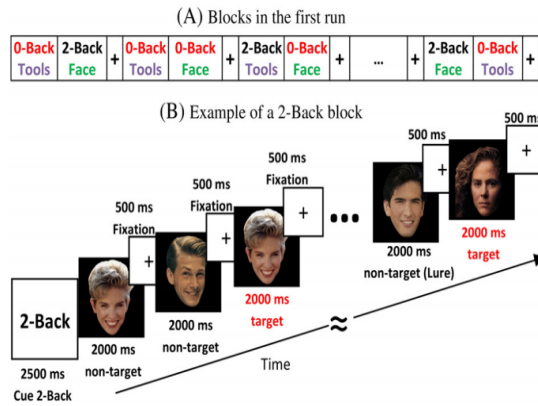 (A) Blocks in the first run
0-Back 2-Back + 0-Back 0-Back + 2-Back 0-Back + ... + 2-Back 0-Back +
Tools Face Tools Face Tools Face Face Tools
(B) Example of a 2-Back block
500 ms
+
500 ms
+
500 ms
Fixation
+
500 ms
Fixation
+
500 ms
Fixation
+
2000 ms
target
2000 ms
non-target (Lure)
2000 ms
target
2000 ms
non-target
2000 ms
non-target
2-Back
2500 ms
Cue 2-Back
Time
≈